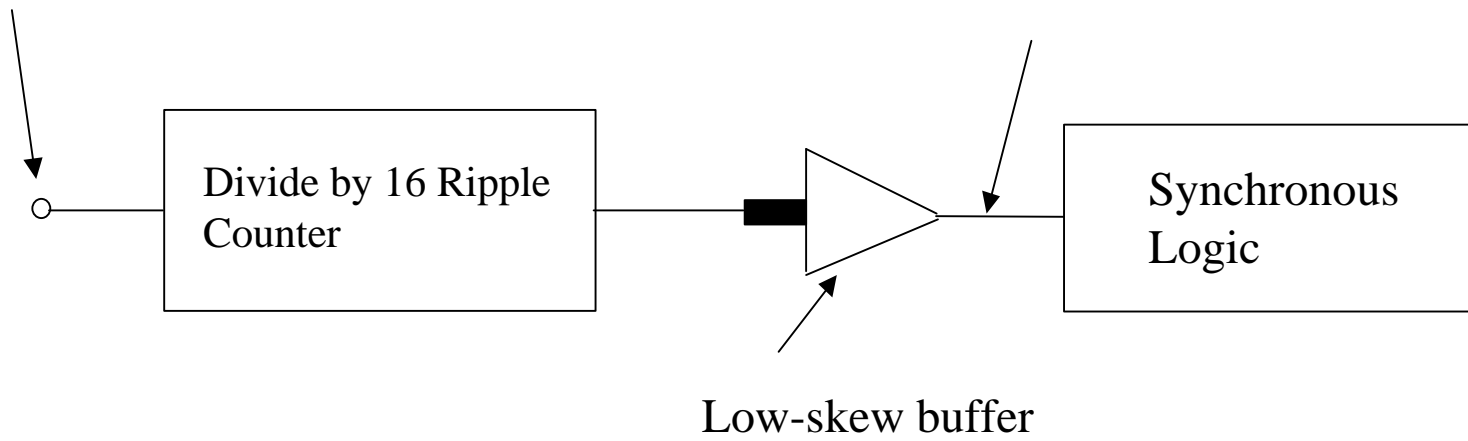 Divide by 16 Ripple
Counter
Synchronous
Logic
Low-skew buffer